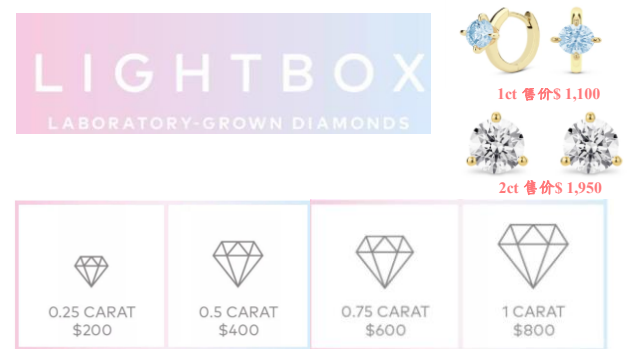 LIGHTBOX
LABORATORY-GROWN DIAMONDS
1ct 售价$ 1,100
2ct 售价$ 1,950
0.25 CARAT
$200
0.5 CARAT
$400
0.75 CARAT
$600
1 CARAT
$800